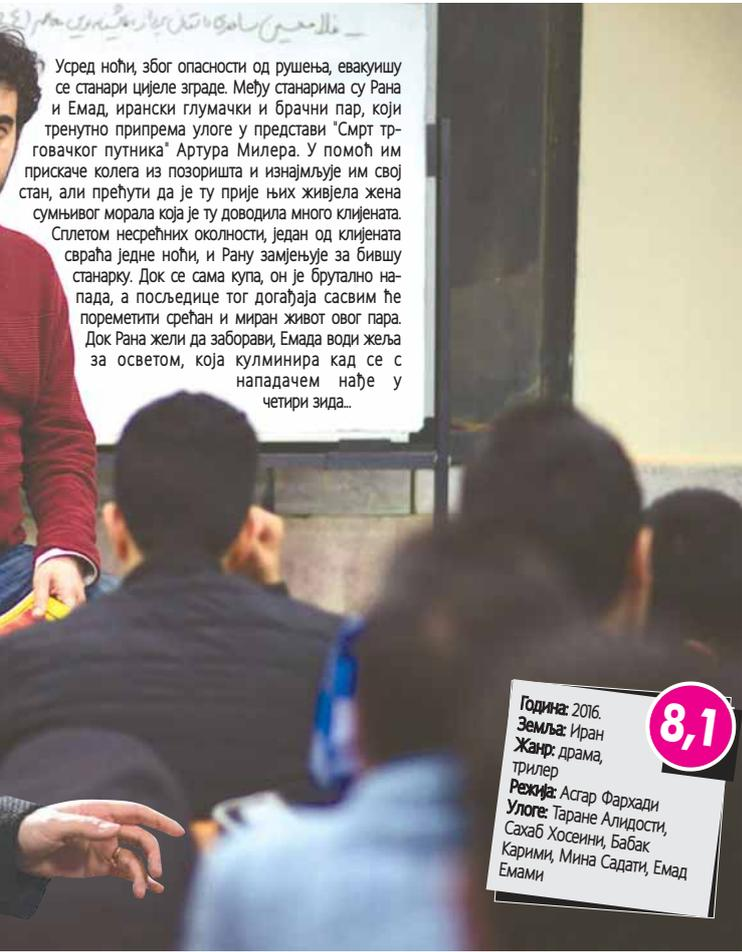 Усред ноћи, због опасности од рушења, евакуишу
се станари цијеле зграде. Међу станарима су Рана
и Емад, ирански глумачки и брачни пар, који
тренутно припрема улоге у представи "Смрт тр-
говачког путника" Артура Милера. У помоћ им
прискаче колега из позоришта и изнајмљује им свој
стан, али прећути да је ту прије њих живјела жена
сумњивог морала која је ту доводила много клијената.
Сплетом несрећних околности, један од клијената
свраћа једне ноћи, и Рану замјењује за бившу
станарку. Док се сама купа, он је брутално на-
пада, а посљедице тог догађаја сасвим ће
пореметити срећан и миран живот овог пара.
Док Рана жели да заборави, Емада води жеља
за осветом, која кулминира кад се с
нападачем нађе у
четири зида...
Година: 2016.
Земља: Иран
Жанр: драма,
трилер
Режија: Асгар Фархади
Улоге: Таране Алидости,
Сахаб Хосеини, Бабак
Карими, Мина Садати, Емад
Емами
8,1